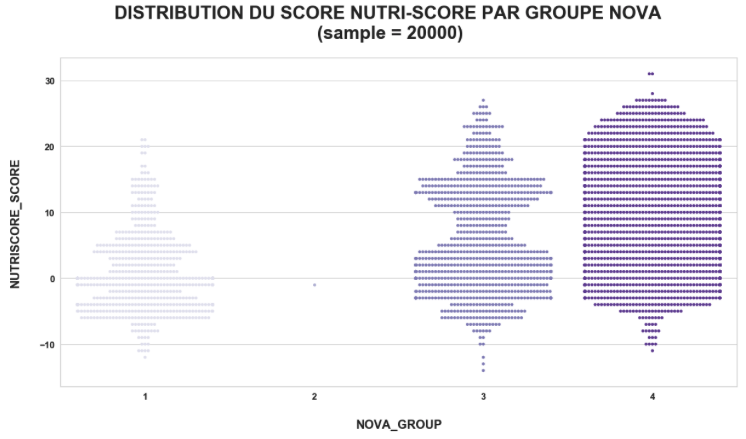 DISTRIBUTION DU SCORE NUTRI-SCORE PAR GROUPE NOVA
(sample = 20000)
NUTRISCORE_SCORE
30
20
10
0
−10
1 2 3 4
NOVA_GROUP